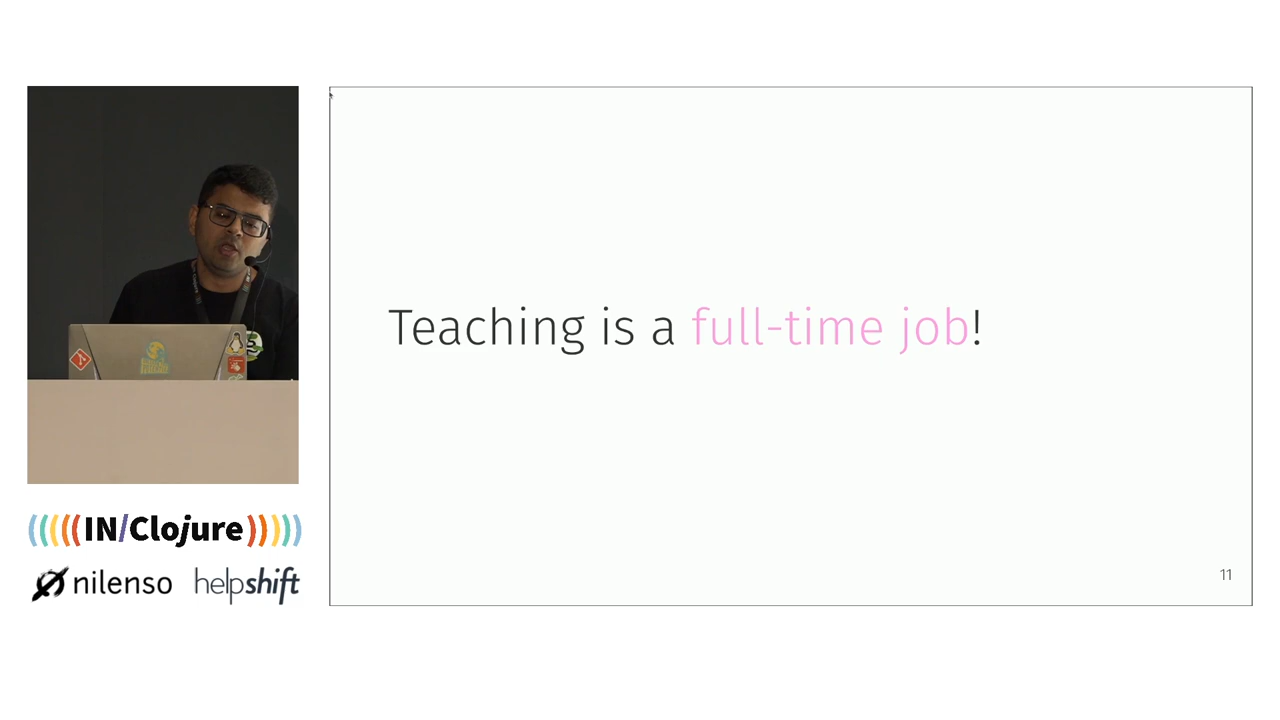 Teaching is a full-time job!
11
(((((IN/Clojure)))))
nilenso helpshift